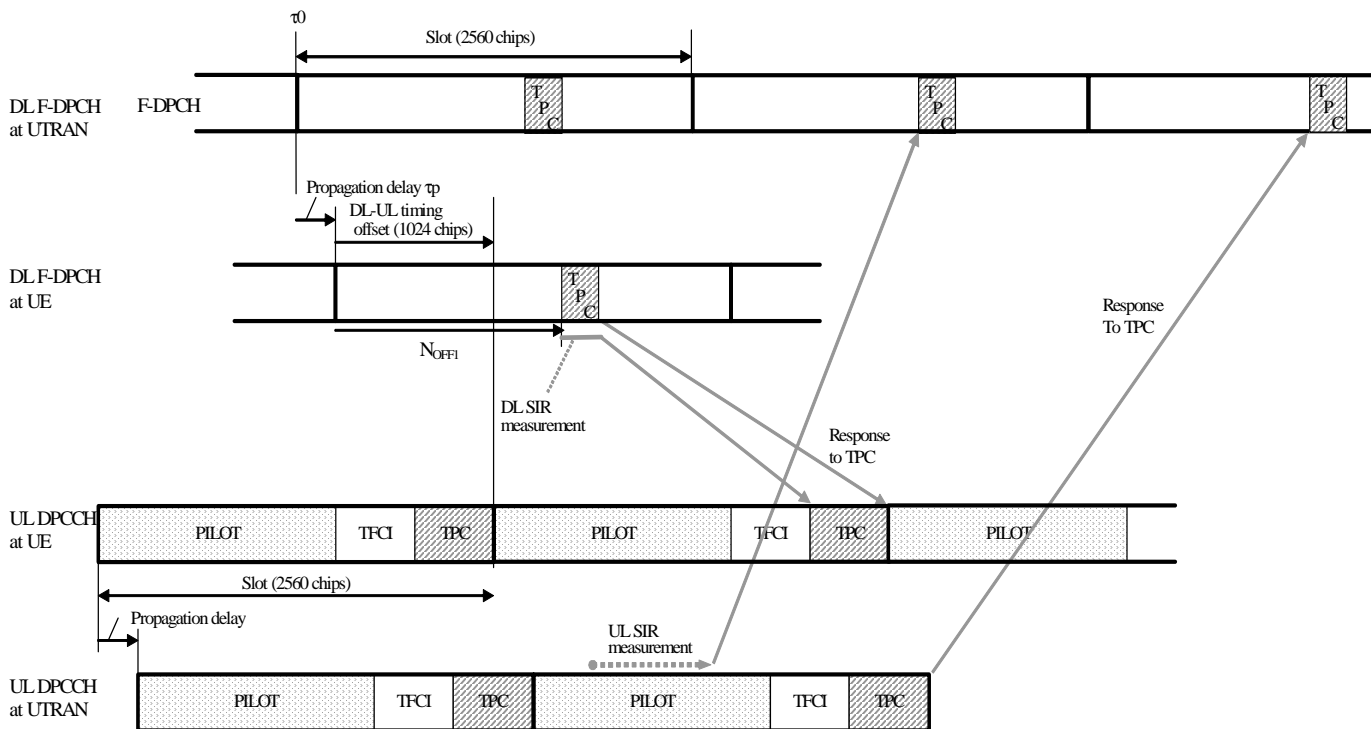 τ0
Slot (2560 chips)
DL F-DPCH
at UTRAN
F-DPCH
T
P
C
T
P
C
T
P
C
Propagation delay τp
DL-UL timing
offset (1024 chips)
DL F-DPCH
at UE
T
P
C
NOFF1
DL SIR
measurement
Response
To TPC
Response
to TPC
UL DPCCH
at UE
PILOT
TFCI
TPC
PILOT
TFCI
TPC
PILOT
Slot (2560 chips)
Propagation delay
UL SIR
measurement
UL DPCCH
at UTRAN
PILOT
TFCI
TPC
PILOT
TFCI
TPC